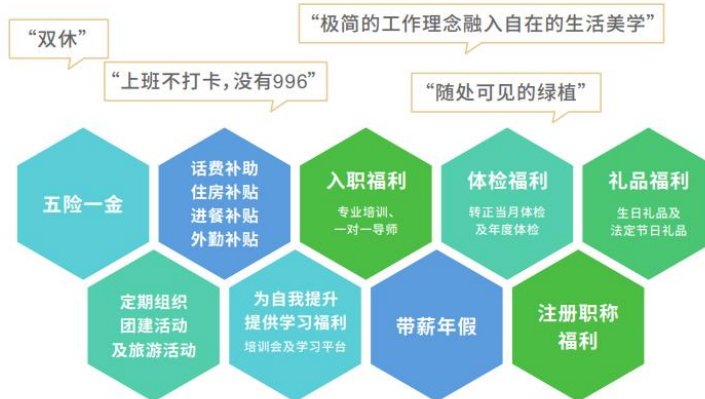 “极简的工作理念融入自在的生活美学”
“双休”
“上班不打卡，没有996”
“随处可见的绿植”
五险一金
话费补助
住房补贴
进餐补贴
外勤补贴
入职福利
专业培训、
一对一导师
体检福利
转正当月体检
及年度体检
礼品福利
生日礼品及
法定节日礼品
定期组织
团建活动
及旅游活动
为自我提升
提供学习福利
培训会及学习平台
带薪年假
注册职称
福利